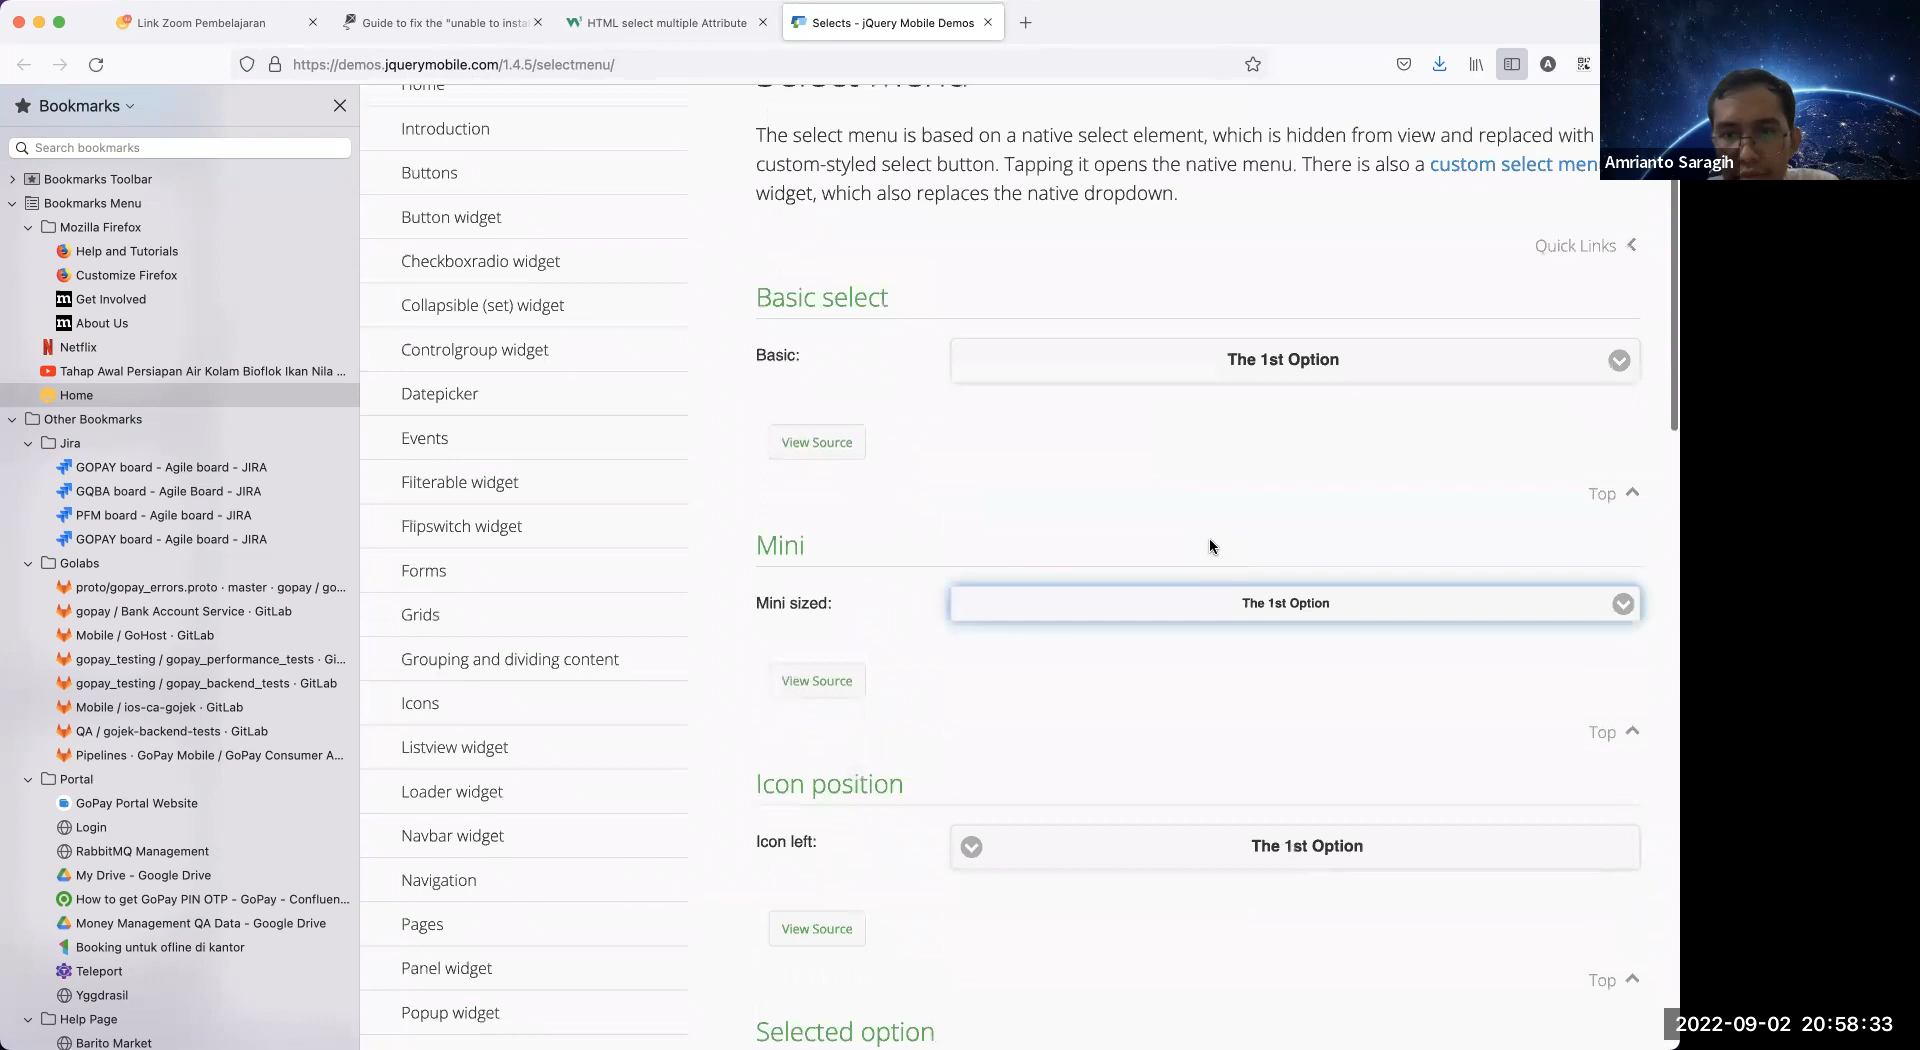 Link Zoom Pembelajaran
Guide to fix the "unable to insta
HTML select multiple Attribute
Selects - jQuery Mobile Demos
https://demos.jquerymobile.com/1.4.5/selectmenu/
Amrianto Saragih
Bookmarks
Search bookmarks
Bookmarks Toolbar
Bookmarks Menu
Mozilla Firefox
Help and Tutorials
Customize Firefox
Get Involved
About Us
Netflix
Tahap Awal Persiapan Air Kolam Bioflok Ikan Nila ...
Home
Other Bookmarks
Jira
GOPAY board - Agile board - JIRA
GQBA board - Agile Board - JIRA
PFM board - Agile board - JIRA
GOPAY board - Agile board - JIRA
Golabs
proto/gopay_errors.proto · master · gopay / go...
gopay / Bank Account Service · GitLab
Mobile / GoHost · GitLab
gopay_testing / gopay_performance_tests · Gi...
gopay_testing / gopay_backend_tests · GitLab
Mobile / ios-ca-gojek · GitLab
QA / gojek-backend-tests · GitLab
Pipelines · GoPay Mobile / GoPay Consumer A...
Portal
GoPay Portal Website
Login
RabbitMQ Management
My Drive - Google Drive
How to get GoPay PIN OTP - GoPay - Confluen...
Money Management QA Data - Google Drive
Booking untuk ofline di kantor
Teleport
Yggdrasil
Help Page
Barito Market
Home
Introduction
Buttons
Button widget
Checkboxradio widget
Collapsible (set) widget
Controlgroup widget
Datepicker
Events
Filterable widget
Flipswitch widget
Forms
Grids
Grouping and dividing content
Icons
Listview widget
Loader widget
Navbar widget
Navigation
Pages
Panel widget
Popup widget
Select Menu
The select menu is based on a native select element, which is hidden from view and replaced with
custom-styled select button. Tapping it opens the native menu. There is also a custom select men
widget, which also replaces the native dropdown.
Quick Links
Basic select
Basic:
The 1st Option
View Source
Top
Mini
Mini sized:
The 1st Option
View Source
Top
Icon position
Icon left:
The 1st Option
View Source
Top
Selected option
2022-09-02 20:58:33